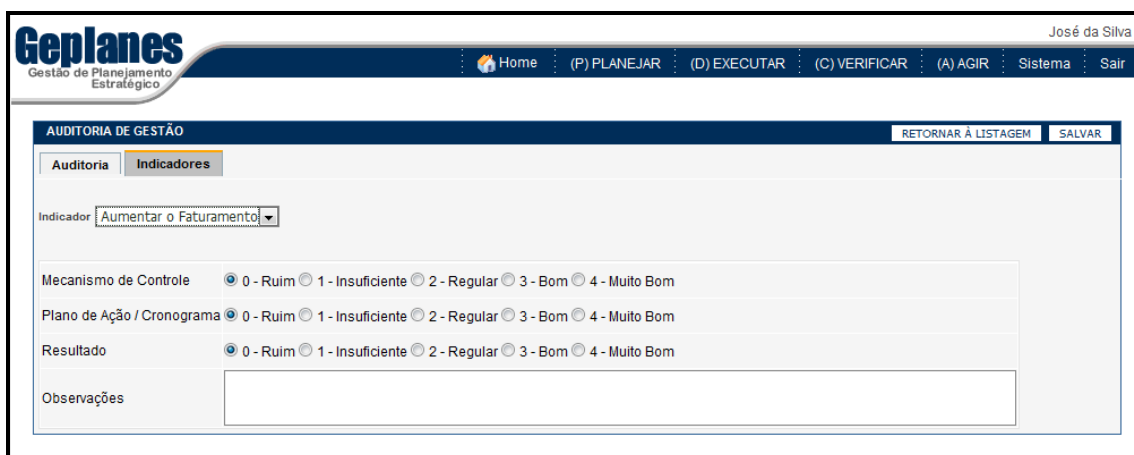 José da Silva
Geplanes
Gestão de Planejamento
Estratégico
Home (P) PLANEJAR (D) EXECUTAR (C) VERIFICAR (A) AGIR Sistema Sair
AUDITORIA DE GESTÃO RETORNAR À LISTAGEM SALVAR
Auditoria Indicadores
Indicador Aumentar o Faturamento
Mecanismo de Controle 0 - Ruim 1 - Insuficiente 2 - Regular 3 - Bom 4 - Muito Bom
Plano de Ação / Cronograma 0 - Ruim 1 - Insuficiente 2 - Regular 3 - Bom 4 - Muito Bom
Resultado 0 - Ruim 1 - Insuficiente 2 - Regular 3 - Bom 4 - Muito Bom
Observações